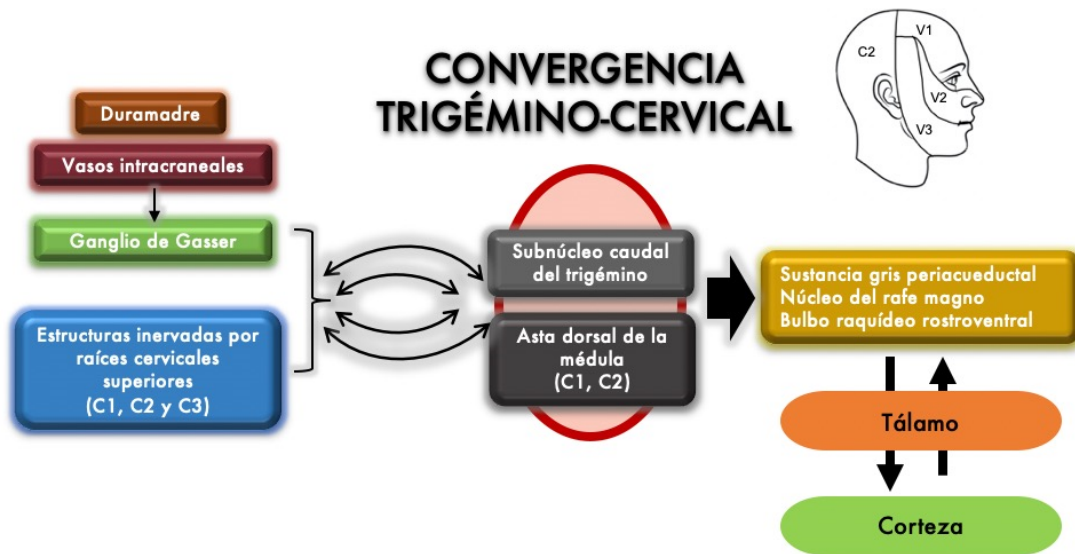 CONVERGENCIA
TRIGÉMINO-CERVICAL
C2
V1
V2
V3
Duramadre
Vasos intracraneales
Ganglio de Gasser
Estructuras inervadas por
raíces cervicales
superiores
(C1, C2 y C3)
Subnúcleo caudal
del trigémino
Asta dorsal de la
médula
(C1, C2)
Sustancia gris periacueductal
Núcleo del rafe magno
Bulbo raquídeo rostroventral
Tálamo
Corteza